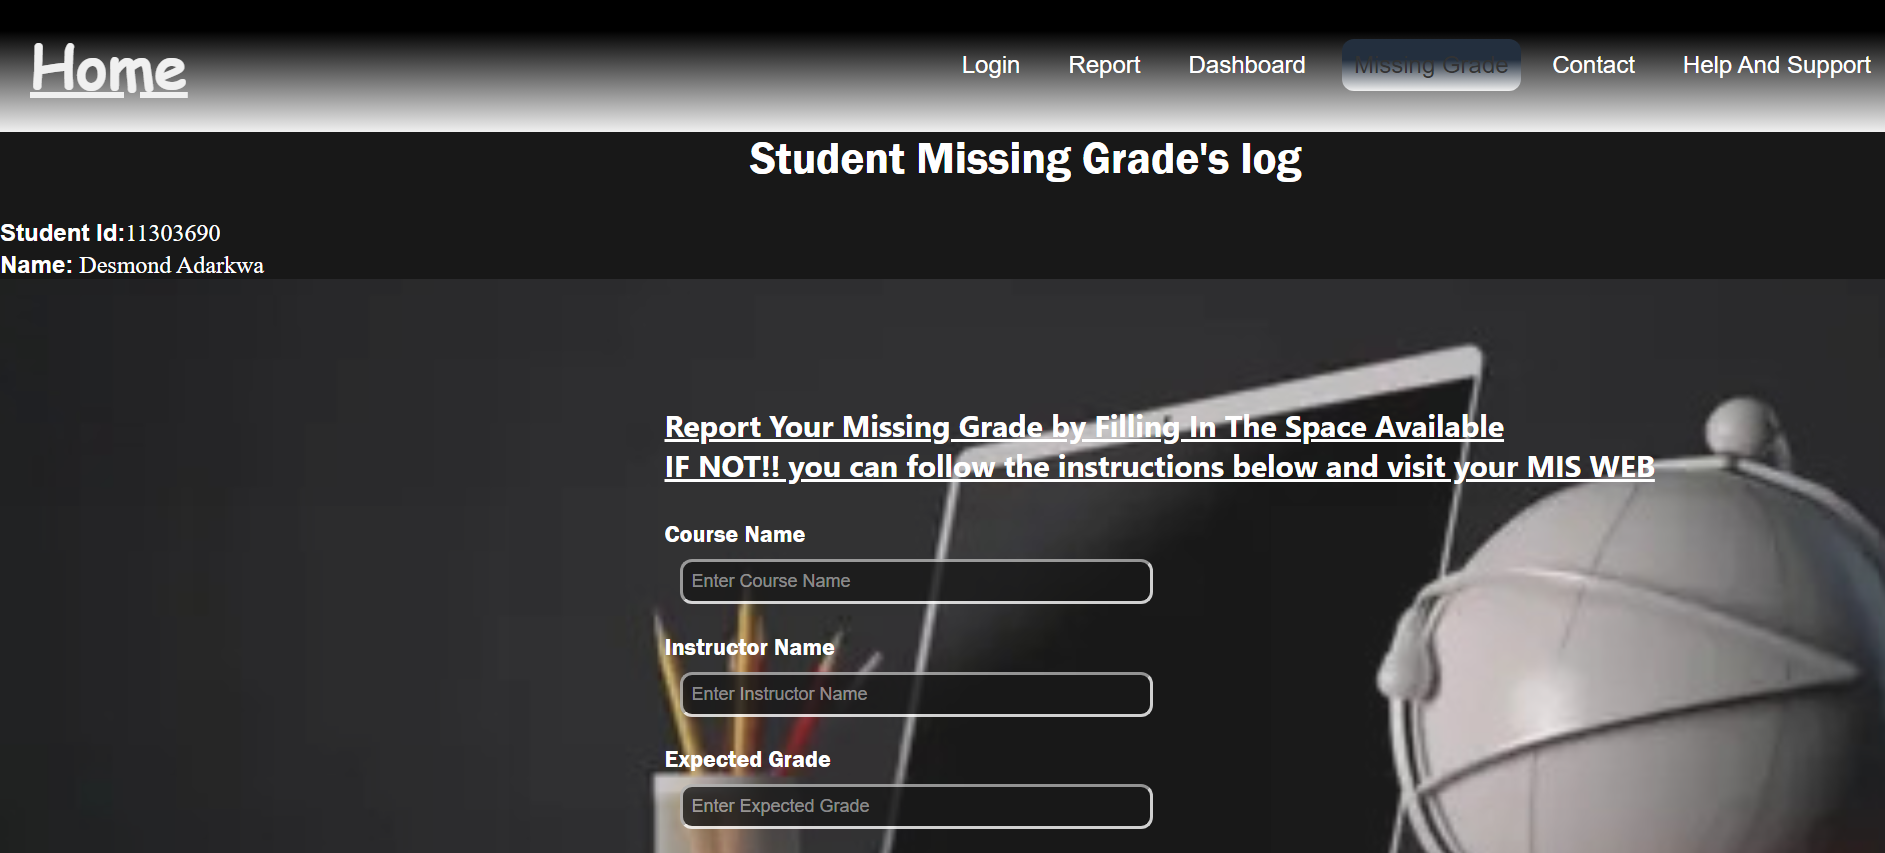 Home
Login Report Dashboard Missing Grade Contact Help And Support
Student Missing Grade's log
Student Id:11303690
Name: Desmond Adarkwa
Report Your Missing Grade by Filling In The Space Available
IF NOT!! you can follow the instructions below and visit your MIS WEB
Course Name
Enter Course Name
Instructor Name
Enter Instructor Name
Expected Grade
Enter Expected Grade